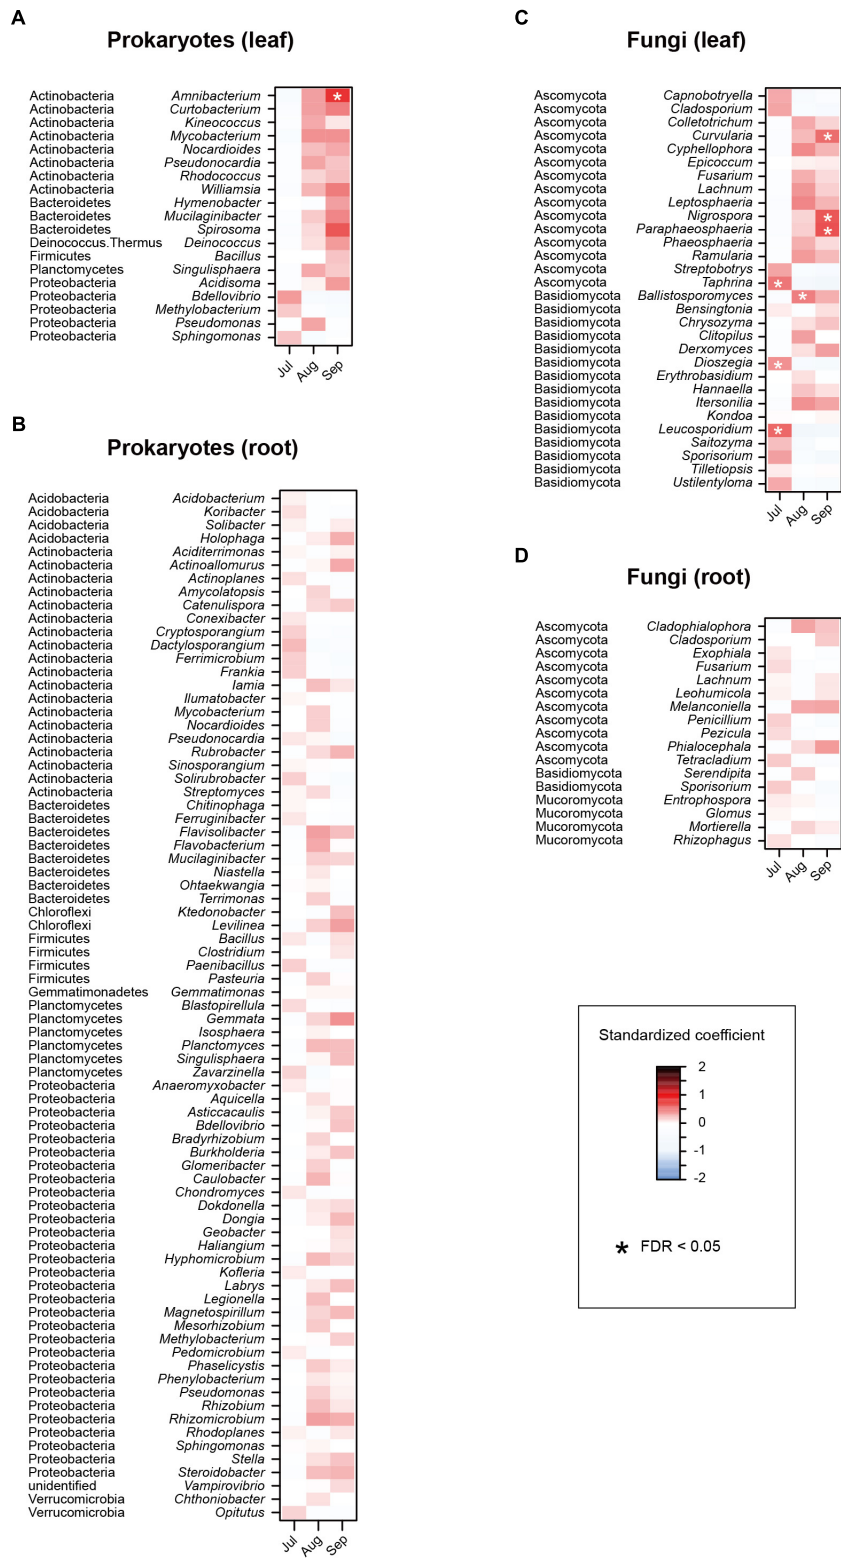 A
Prokaryotes (leaf)
Actinobacteria Amnibacterium *
Actinobacteria Curtobacterium
Actinobacteria Kineococcus
Actinobacteria Mycobacterium
Actinobacteria Nocardioides
Actinobacteria Pseudonocardia
Actinobacteria Rhodococcus
Actinobacteria Williamsia
Bacteroidetes Hymenobacter
Bacteroidetes Mucilaginibacter
Bacteroidetes Spirosoma
Deinococcus.Thermus Deinococcus
Firmicutes Bacillus
Planctomycetes Singulisphaera
Proteobacteria Acidisoma
Proteobacteria Bdellovibrio
Proteobacteria Methylobacterium
Proteobacteria Pseudomonas
Proteobacteria Sphingomonas
Jul Aug Sep
B
Prokaryotes (root)
Acidobacteria Acidobacterium
Acidobacteria Koribacter
Acidobacteria Solibacter
Acidobacteria Holophaga
Actinobacteria Aciditerrimonas
Actinobacteria Actinoallomurus
Actinobacteria Actinoplanes
Actinobacteria Amycolatopsis
Actinobacteria Catenulispora
Actinobacteria Conexibacter
Actinobacteria Cryptosporangium
Actinobacteria Dactylosporangium
Actinobacteria Ferrimicrobium
Actinobacteria Frankia
Actinobacteria Iamia
Actinobacteria Ilumatobacter
Actinobacteria Mycobacterium
Actinobacteria Nocardioides
Actinobacteria Pseudonocardia
Actinobacteria Rubrobacter
Actinobacteria Sinosporangium
Actinobacteria Solirubrobacter
Actinobacteria Streptomyces
Bacteroidetes Chitinophaga
Bacteroidetes Ferruginibacter
Bacteroidetes Flavisolibacter
Bacteroidetes Flavobacterium
Bacteroidetes Mucilaginibacter
Bacteroidetes Niastella
Bacteroidetes Ohtaekwangia
Bacteroidetes Terrimonas
Chloroflexi Ktedonobacter
Chloroflexi Levilinea
Firmicutes Bacillus
Firmicutes Clostridium
Firmicutes Paenibacillus
Firmicutes Pasteuria
Gemmatimonadetes Gemmatimonas
Planctomycetes Blastopirellula
Planctomycetes Gemmata
Planctomycetes Isosphaera
Planctomycetes Planctomyces
Planctomycetes Singulisphaera
Planctomycetes Zavarzinella
Proteobacteria Anaeromyxobacter
Proteobacteria Aquicella
Proteobacteria Asticcacaulis
Proteobacteria Bdellovibrio
Proteobacteria Bradyrhizobium
Proteobacteria Burkholderia
Proteobacteria Glomeribacter
Proteobacteria Caulobacter
Proteobacteria Chondromyces
Proteobacteria Dokdonella
Proteobacteria Dongia
Proteobacteria Geobacter
Proteobacteria Haliangium
Proteobacteria Hyphomicrobium
Proteobacteria Kofleria
Proteobacteria Labrys
Proteobacteria Legionella
Proteobacteria Magnetospirillum
Proteobacteria Mesorhizobium
Proteobacteria Methylobacterium
Proteobacteria Pedomicrobium
Proteobacteria Phaselicystis
Proteobacteria Phenylobacterium
Proteobacteria Pseudomonas
Proteobacteria Rhizobium
Proteobacteria Rhizomicrobium
Proteobacteria Rhodoplanes
Proteobacteria Sphingomonas
Proteobacteria Stella
Proteobacteria Steroidobacter
unidentified Vampirovibrio
Verrucomicrobia Chthoniobacter
Verrucomicrobia Opitutus
Jul Aug Sep
C
Fungi (leaf)
Ascomycota Capnobotryella
Ascomycota Cladosporium
Ascomycota Colletotrichum
Ascomycota Curvularia *
Ascomycota Cyphellophora
Ascomycota Epicoccum
Ascomycota Fusarium
Ascomycota Lachnum
Ascomycota Leptosphaeria
Ascomycota Nigrospora *
Ascomycota Paraphaeosphaeria *
Ascomycota Phaeosphaeria
Ascomycota Ramularia
Ascomycota Streptobotrys
Ascomycota Taphrina *
Basidiomycota Ballistosporomyces *
Basidiomycota Bensingtonia
Basidiomycota Chrysozyma
Basidiomycota Clitopilus
Basidiomycota Derxomyces
Basidiomycota Dioszegia *
Basidiomycota Erythrobasidium
Basidiomycota Hannaella
Basidiomycota Itersonilia
Basidiomycota Kondoa
Basidiomycota Leucosporidium *
Basidiomycota Saitozyma
Basidiomycota Sporisorium
Basidiomycota Tilletiopsis
Basidiomycota Ustilentyloma
Jul Aug Sep
D
Fungi (root)
Ascomycota Cladophialophora
Ascomycota Cladosporium
Ascomycota Exophiala
Ascomycota Fusarium
Ascomycota Lachnum
Ascomycota Leohumicola
Ascomycota Melanconiella
Ascomycota Penicillium
Ascomycota Pezicula
Ascomycota Phialocephala
Ascomycota Tetracladium
Basidiomycota Serendipita
Basidiomycota Sporisorium
Mucoromycota Entrophospora
Mucoromycota Glomus
Mucoromycota Mortierella
Mucoromycota Rhizophagus
Jul Aug Sep
Standardized coefficient
2
1
0
-1
-2
* FDR < 0.05